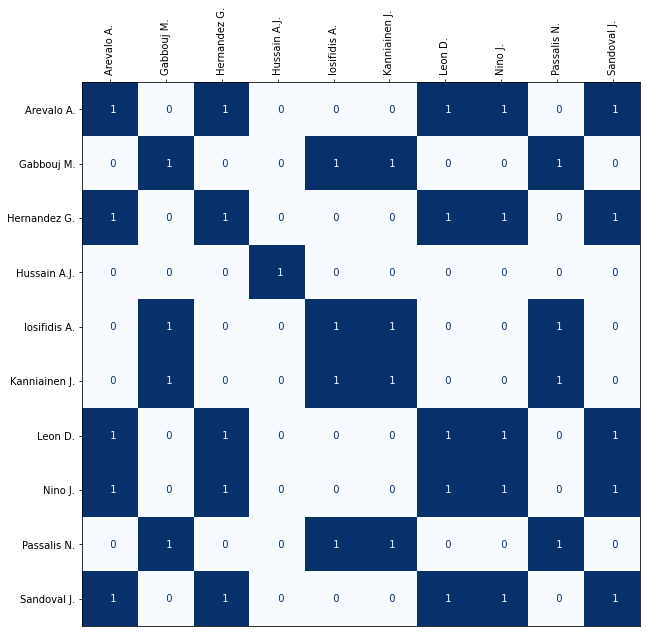 Arevalo A. Gabbouj M. Hernandez G. Hussain A.J. Iosifidis A. Kanniainen J. Leon D. Nino J. Passalis N. Sandoval J.
Arevalo A. 1 0 1 0 0 0 1 1 0 1
Gabbouj M. 0 1 0 0 1 1 0 0 1 0
Hernandez G. 1 0 1 0 0 0 1 1 0 1
Hussain A.J. 0 0 0 1 0 0 0 0 0 0
Iosifidis A. 0 1 0 0 1 1 0 0 1 0
Kanniainen J. 0 1 0 0 1 1 0 0 1 0
Leon D. 1 0 1 0 0 0 1 1 0 1
Nino J. 1 0 1 0 0 0 1 1 0 1
Passalis N. 0 1 0 0 1 1 0 0 1 0
Sandoval J. 1 0 1 0 0 0 1 1 0 1